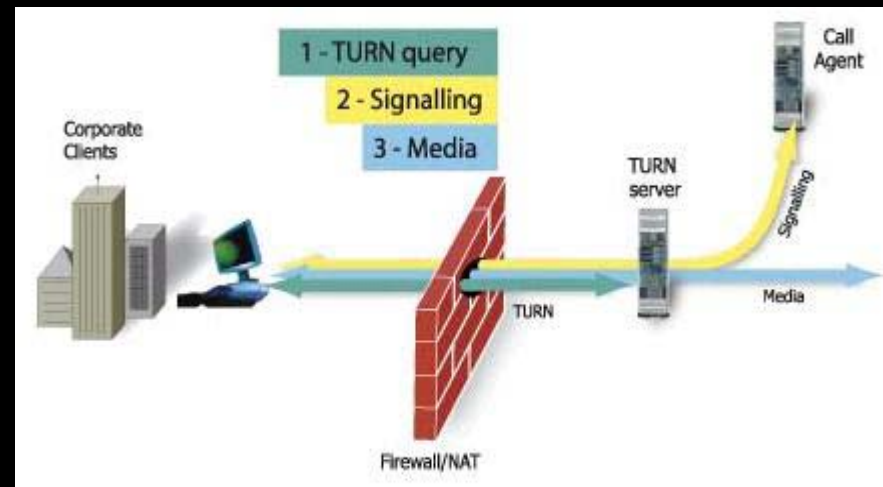 1 - TURN query
2 - Signalling
3 - Media
Call
Agent
Corporate
Clients
TURN
server
Signalling
TURN
Media
Firewall/NAT